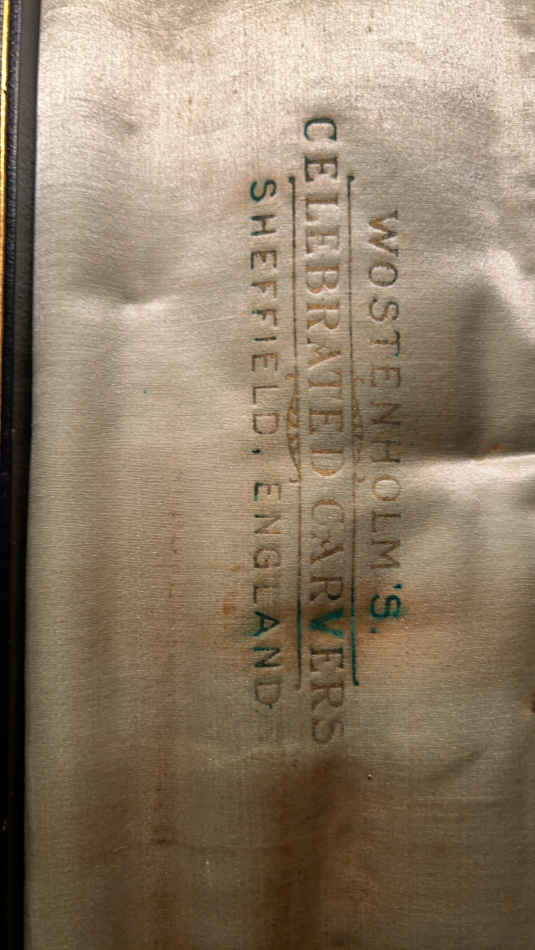 WOSTENHOLM'S.
CELEBRATED CARVERS
SHEFFIELD, ENGLAND.